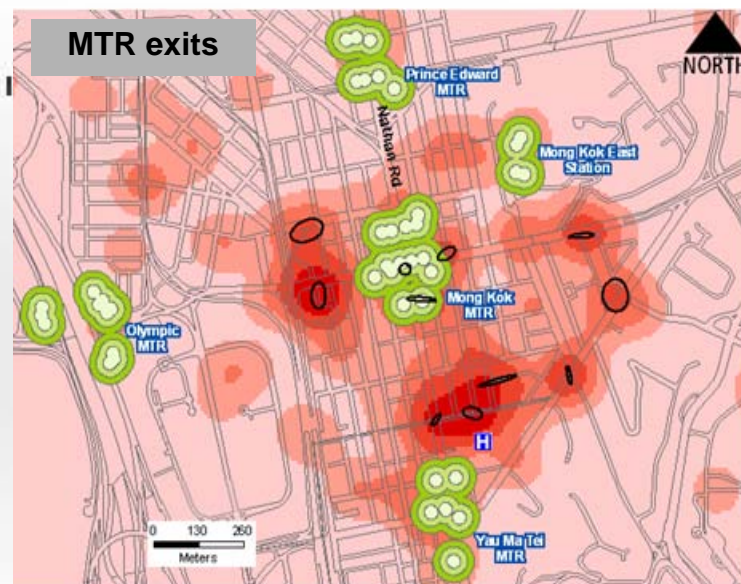 MTR exits
NORTH
Prince Edward
MTR
Nathan Rd
Mong Kok East
Station
Mong Kok
MTR
Olympic
MTR
H
Yau Ma Tei
MTR
0 130 260
Meters